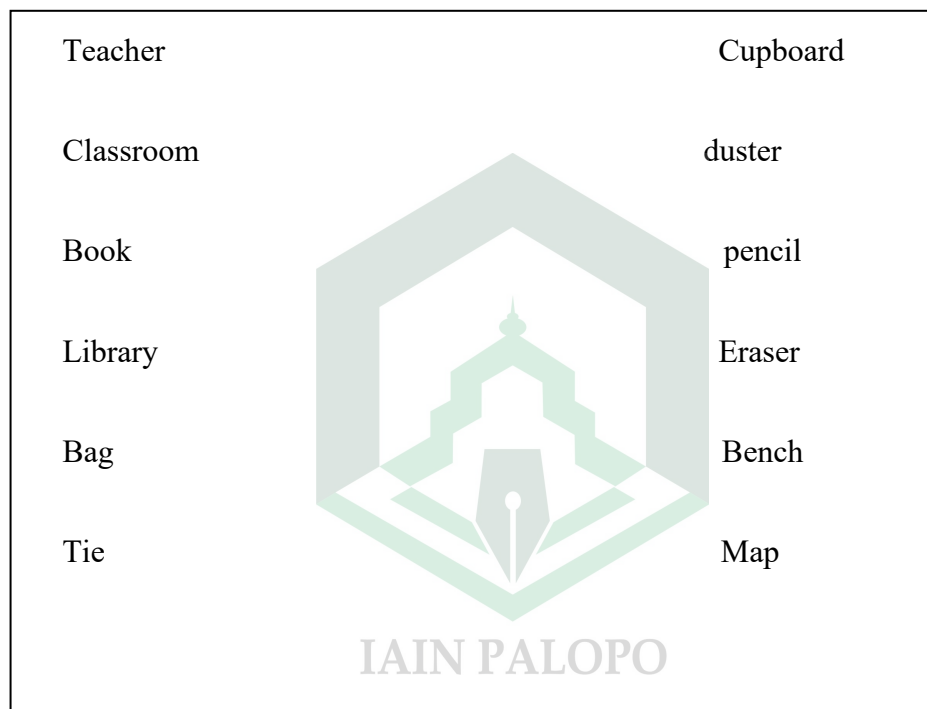 Teacher Cupboard
Classroom duster
Book pencil
Library Eraser
Bag Bench
Tie Map
IAIN PALOPO